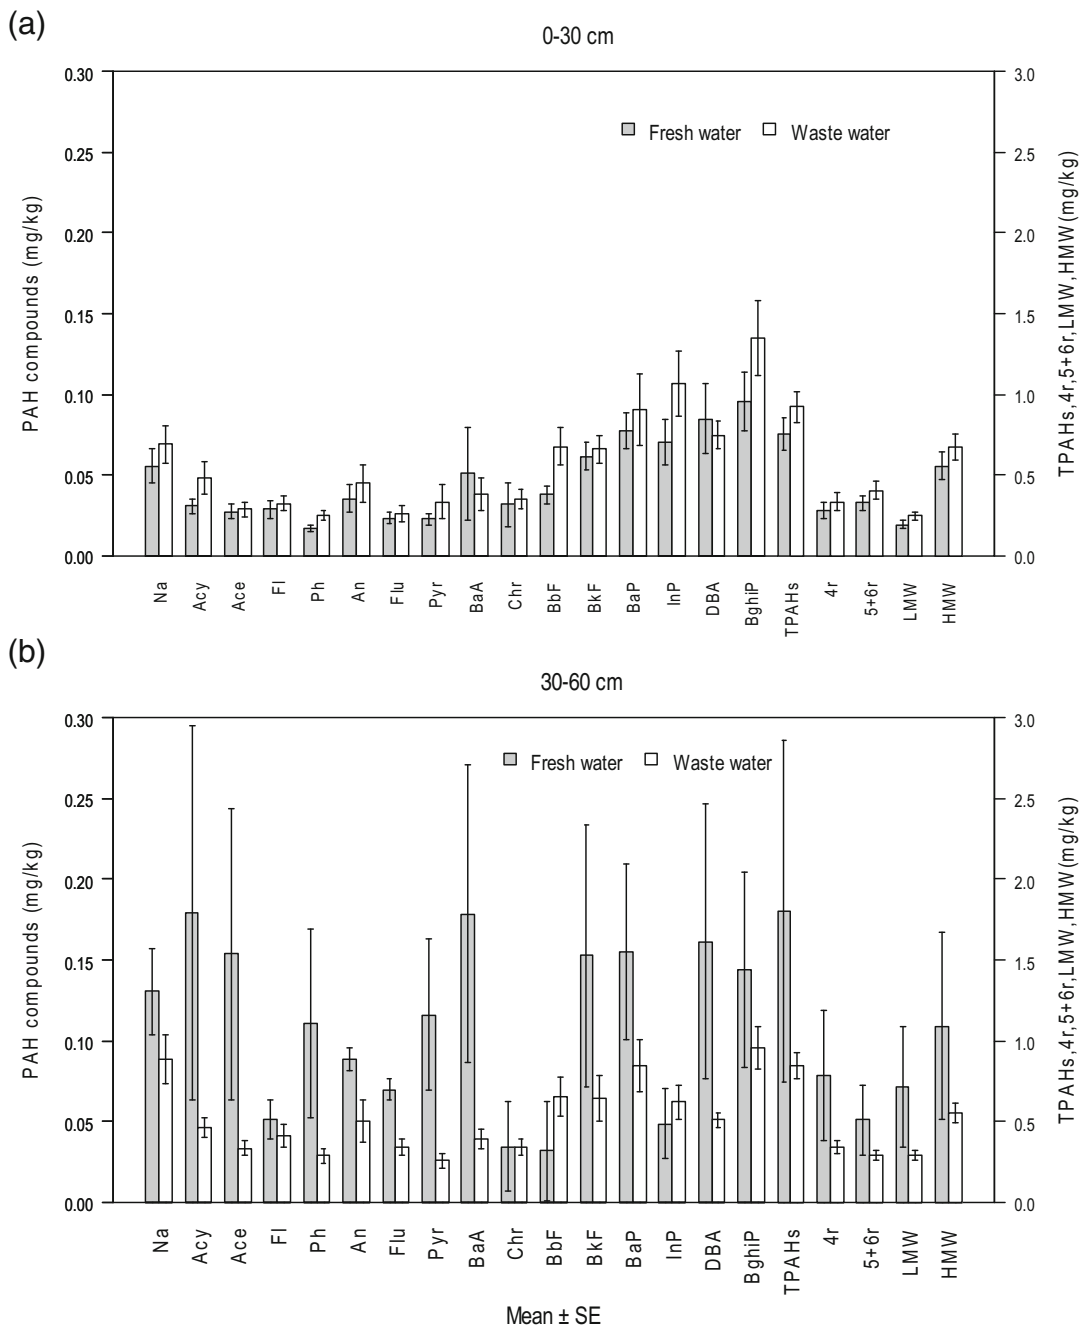 (a)
0-30 cm
0.30
0.25
0.20
0.15
0.10
0.05
0.00
PAH compounds (mg/kg)
3.0
2.5
2.0
1.5
1.0
0.5
0.0
TPAHs,4r,5+6r,LMW,HMW(mg/kg)
Fresh water Waste water
Na Acy Ace Fl Ph An Flu Pyr BaA Chr BbF BkF BaP InP DBA BghiP TPAHs 4r 5+6r LMW HMW
(b)
30-60 cm
0.30
0.25
0.20
0.15
0.10
0.05
0.00
PAH compounds (mg/kg)
3.0
2.5
2.0
1.5
1.0
0.5
0.0
TPAHs,4r,5+6r,LMW,HMW(mg/kg)
Fresh water Waste water
Na Acy Ace Fl Ph An Flu Pyr BaA Chr BbF BkF BaP InP DBA BghiP TPAHs 4r 5+6r LMW HMW
Mean ± SE